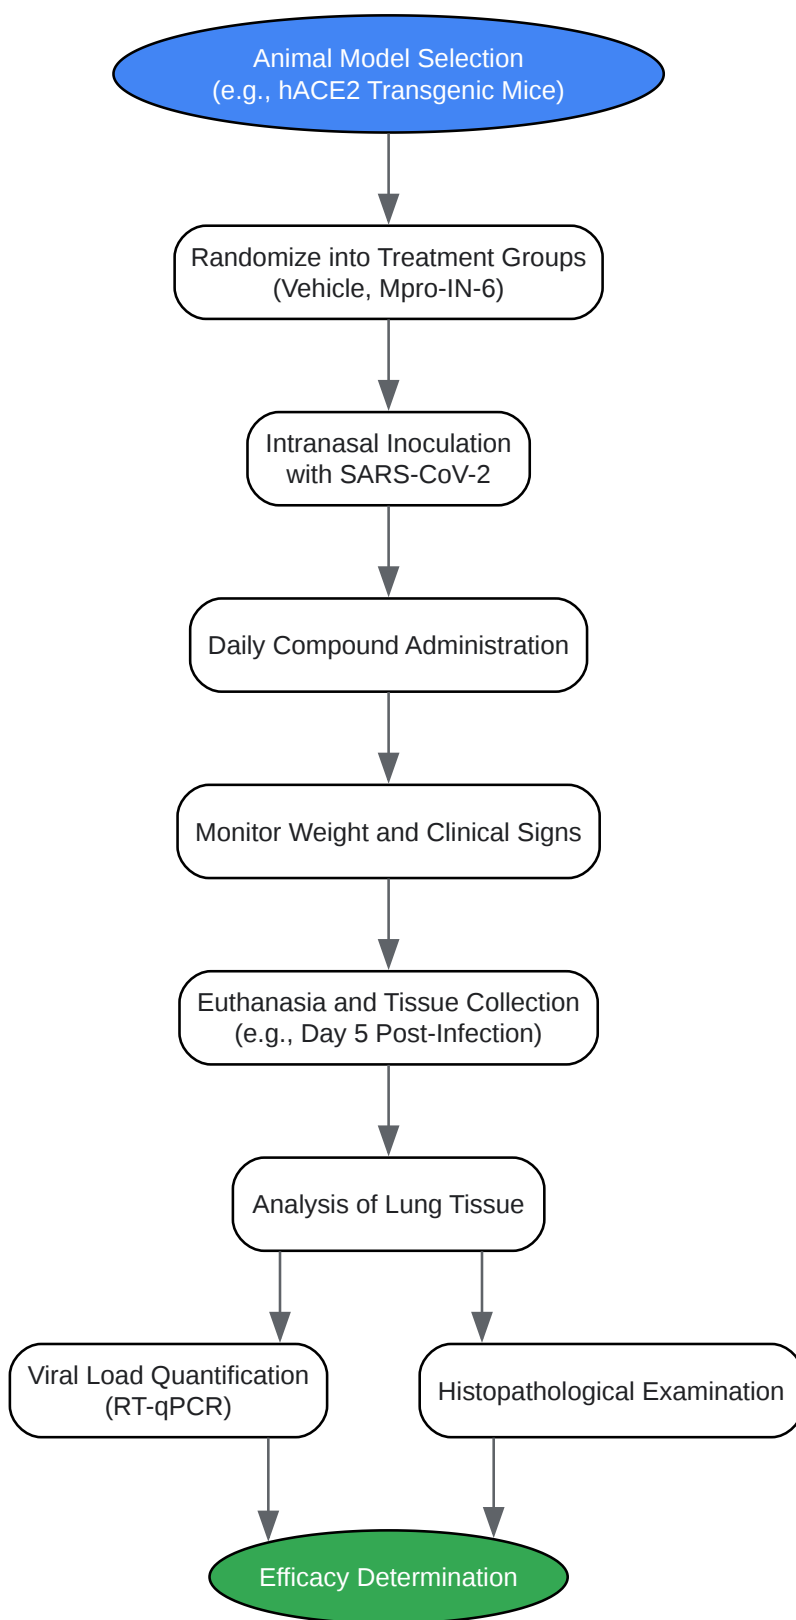 Animal Model Selection
(e.g., hACE2 Transgenic Mice)
Randomize into Treatment Groups
(Vehicle, Mpro-IN-6)
Intranasal Inoculation
with SARS-CoV-2
Daily Compound Administration
Monitor Weight and Clinical Signs
Euthanasia and Tissue Collection
(e.g., Day 5 Post-Infection)
Analysis of Lung Tissue
Viral Load Quantification
(RT-qPCR)
Histopathological Examination
Efficacy Determination